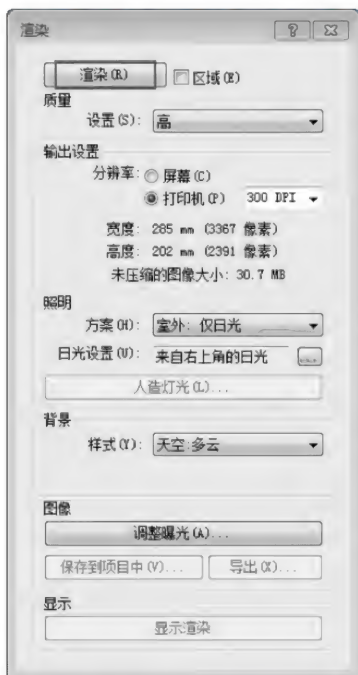 渲染
渲染(R) 区域(E)
质量
设置(S): 高
输出设置
分辨率: 屏幕(C)
打印机(P) 300 DPI
宽度: 285 mm (3367 像素)
高度: 202 mm (2391 像素)
未压缩的图像大小: 30.7 MB
照明
方案(H): 室外: 仅日光
日光设置(U): 来自右上角的日光 ...
人造灯光(L)...
背景
样式(Y): 天空:多云
图像
调整曝光(A)...
保存到项目中(V)... 导出(X)...
显示
显示渲染